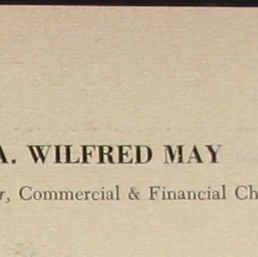 A. WILFRED MAY
r, Commercial & Financial Ch